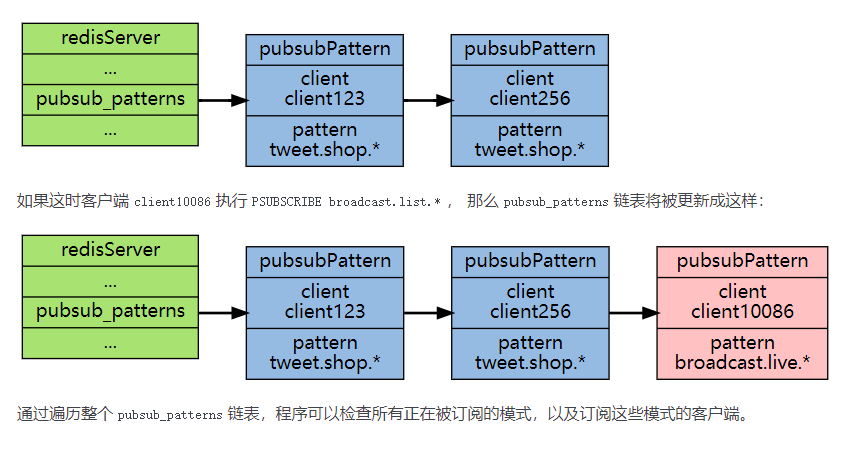 redisServer
...
pubsub_patterns
...
pubsubPattern
client
client123
pattern
tweet.shop.*
pubsubPattern
client
client256
pattern
tweet.shop.*
如果这时客户端 client10086 执行 PSUBSCRIBE broadcast.list.* ， 那么 pubsub_patterns 链表将被更新成这样：
redisServer
...
pubsub_patterns
...
pubsubPattern
client
client123
pattern
tweet.shop.*
pubsubPattern
client
client256
pattern
tweet.shop.*
pubsubPattern
client
client10086
pattern
broadcast.live.*
通过遍历整个 pubsub_patterns 链表，程序可以检查所有正在被订阅的模式，以及订阅这些模式的客户端。